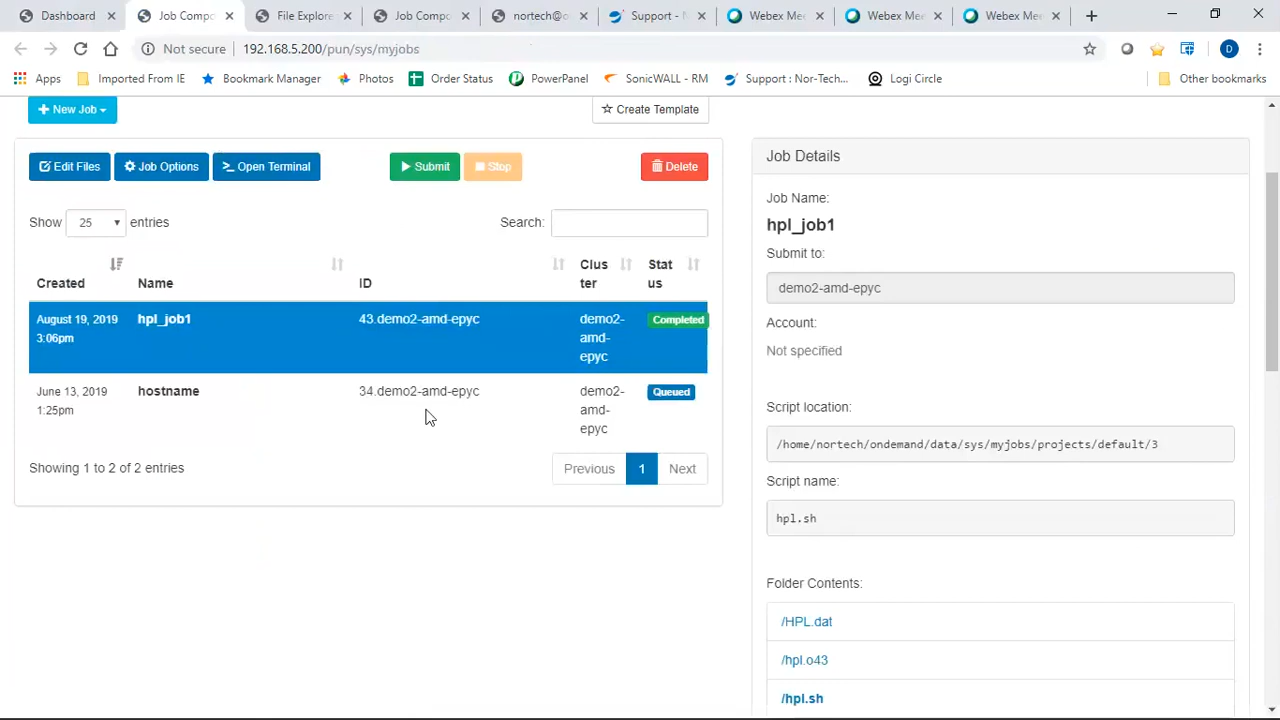 Dashboard
Job Compo
File Explore
Job Compo
nortech@o
Support - N
Webex Mee
Webex Mee
Webex Mee
Not secure 192.168.5.200/pun/sys/myjobs
D
Apps Imported From IE Bookmark Manager Photos Order Status PowerPanel SonicWALL - RM Support : Nor-Tech... Logi Circle Other bookmarks
New Job Create Template
Edit Files Job Options Open Terminal Submit Stop Delete
Show 25 entries Search:
Created Name ID Clus ter Stat us
August 19, 2019 3:06pm hpl_job1 43.demo2-amd-epyc demo2- amd- epyc Completed
June 13, 2019 1:25pm hostname 34.demo2-amd-epyc demo2- amd- epyc Queued
Showing 1 to 2 of 2 entries Previous 1 Next
Job Details
Job Name:
hpl_job1
Submit to:
demo2-amd-epyc
Account:
Not specified
Script location:
/home/nortech/ondemand/data/sys/myjobs/projects/default/3
Script name:
hpl.sh
Folder Contents:
/HPL.dat
/hpl.o43
/hpl.sh